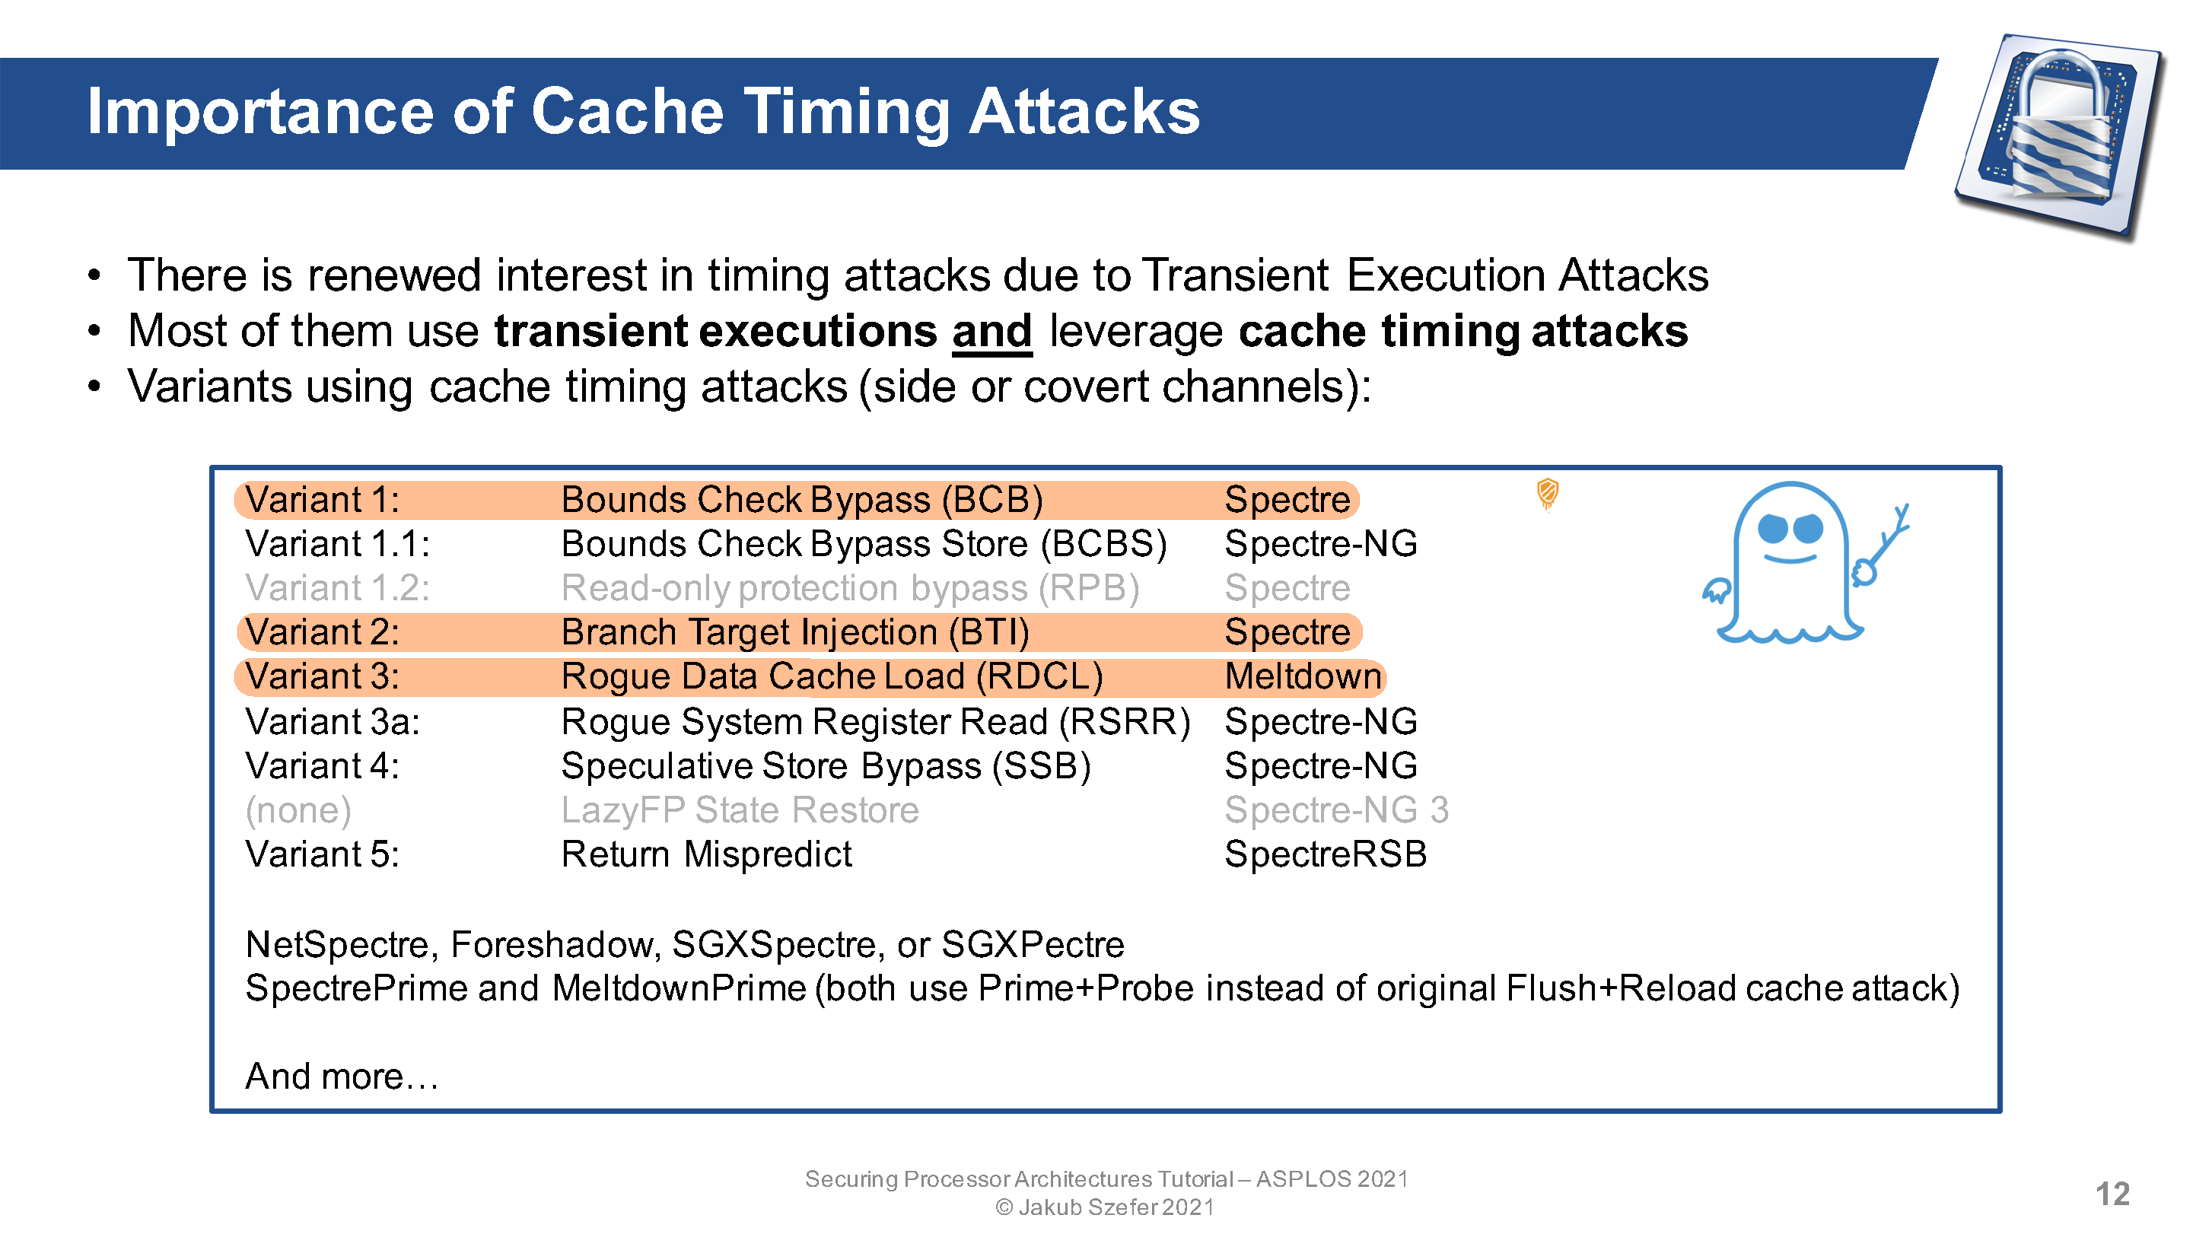 Importance of Cache Timing Attacks
• There is renewed interest in timing attacks due to Transient Execution Attacks
• Most of them use transient executions and leverage cache timing attacks
• Variants using cache timing attacks (side or covert channels):
Variant 1: Bounds Check Bypass (BCB) Spectre
Variant 1.1: Bounds Check Bypass Store (BCBS) Spectre-NG
Variant 1.2: Read-only protection bypass (RPB) Spectre
Variant 2: Branch Target Injection (BTI) Spectre
Variant 3: Rogue Data Cache Load (RDCL) Meltdown
Variant 3a: Rogue System Register Read (RSRR) Spectre-NG
Variant 4: Speculative Store Bypass (SSB) Spectre-NG
(none) LazyFP State Restore Spectre-NG 3
Variant 5: Return Mispredict SpectreRSB
NetSpectre, Foreshadow, SGXSpectre, or SGXPectre
SpectrePrime and MeltdownPrime (both use Prime+Probe instead of original Flush+Reload cache attack)
And more…
Securing Processor Architectures Tutorial – ASPLOS 2021
© Jakub Szefer 2021
12